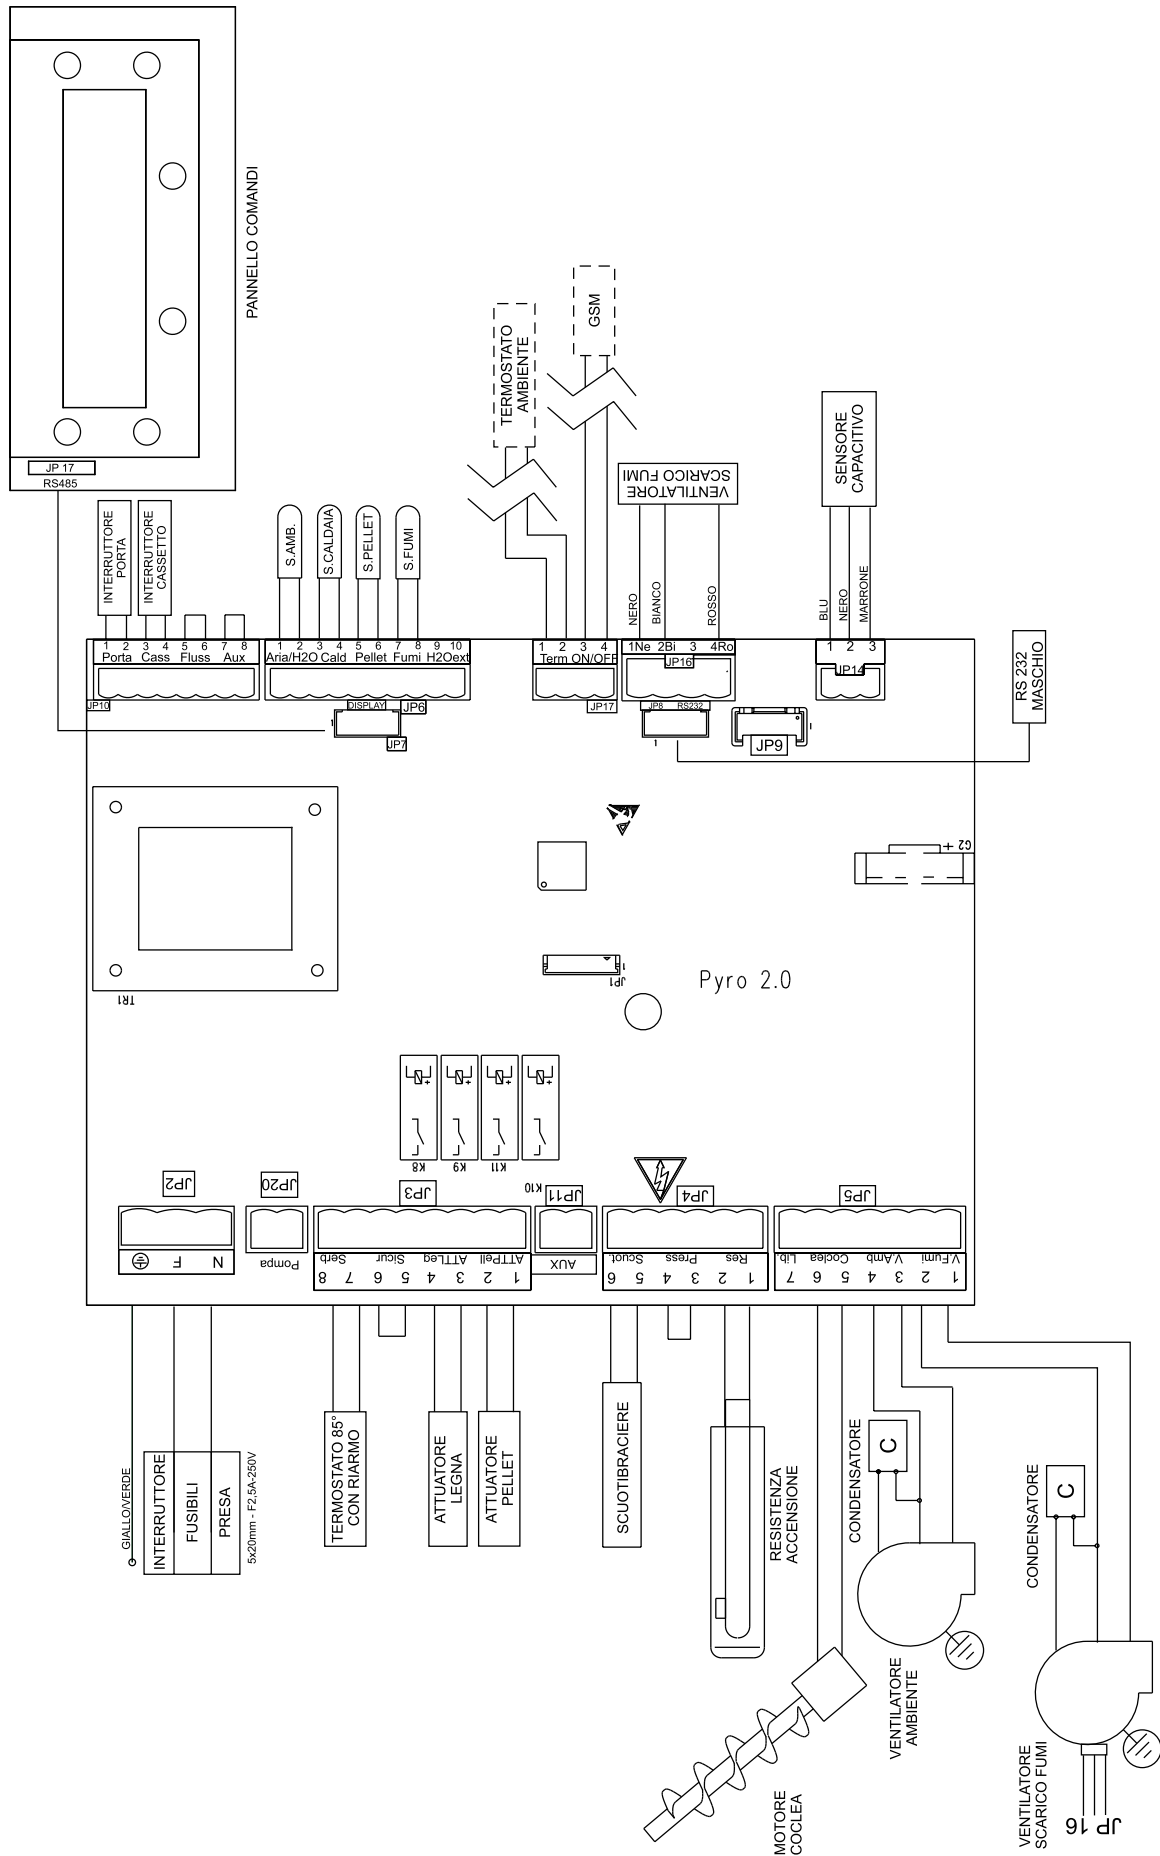 PANNELLO COMANDI
JP 17
RS485
INTERRUTTORE
PORTA
INTERRUTTORE
CASSETTO
S.AMB.
S.CALDAIA
S.PELLET
S.FUMI
TERMOSTATO
AMBIENTE
GSM
VENTILATORE
SCARICO FUMI
NERO
BIANCO
ROSSO
SENSORE
CAPACITIVO
BLU
NERO
MARRONE
RS 232
MASCHIO
1 2 3 4 5 6 7 8
Porta Cass Fluss Aux
JP10
1 2 3 4 5 6 7 8 9 10
Aria/H2O Cald Pellet Fumi H2Oext
JP6
DISPLAY
1
JP7
1 2 3 4
Term ON/OFF
JP17
1Ne 2Bi 3 4Ro
JP16
JP8 RS232
1
JP9
1
1 2 3
JP14
TR1
G2
+
JP1
1
Pyro 2.0
K8
K9
K11
K10
JP2
F
N
JP20
Pompa
JP3
Serb Sicur ATTLeg ATTPell
8 7 6 5 4 3 2 1
JP11
AUX
JP4
Scuot. Press Res
6 5 4 3 2 1
JP5
Lib. Coclea V.Amb V.Fumi
7 6 5 4 3 2 1
GIALLO/VERDE
INTERRUTTORE
FUSIBILI
PRESA
5x20mm - F2,5A-250V
TERMOSTATO 85°
CON RIARMO
ATTUATORE
LEGNA
ATTUATORE
PELLET
SCUOTIBRACIERE
RESISTENZA
ACCENSIONE
CONDENSATORE
C
CONDENSATORE
C
MOTORE
COCLEA
VENTILATORE
AMBIENTE
VENTILATORE
SCARICO FUMI
JP 16